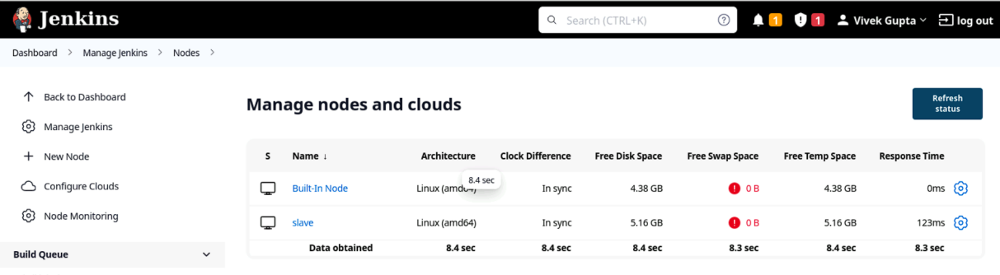 Jenkins
Search (CTRL+K)
1
1
Vivek Gupta
log out
Dashboard
Manage Jenkins
Nodes
Back to Dashboard
Manage Jenkins
New Node
Configure Clouds
Node Monitoring
Build Queue
Manage nodes and clouds
Refresh
status
S Name ↓ Architecture Clock Difference Free Disk Space Free Swap Space Free Temp Space Response Time
8.4 sec
Built-In Node Linux (amd64) In sync 4.38 GB 0 B 4.38 GB 0ms
slave Linux (amd64) In sync 5.16 GB 0 B 5.16 GB 123ms
Data obtained 8.4 sec 8.4 sec 8.4 sec 8.3 sec 8.4 sec 8.3 sec